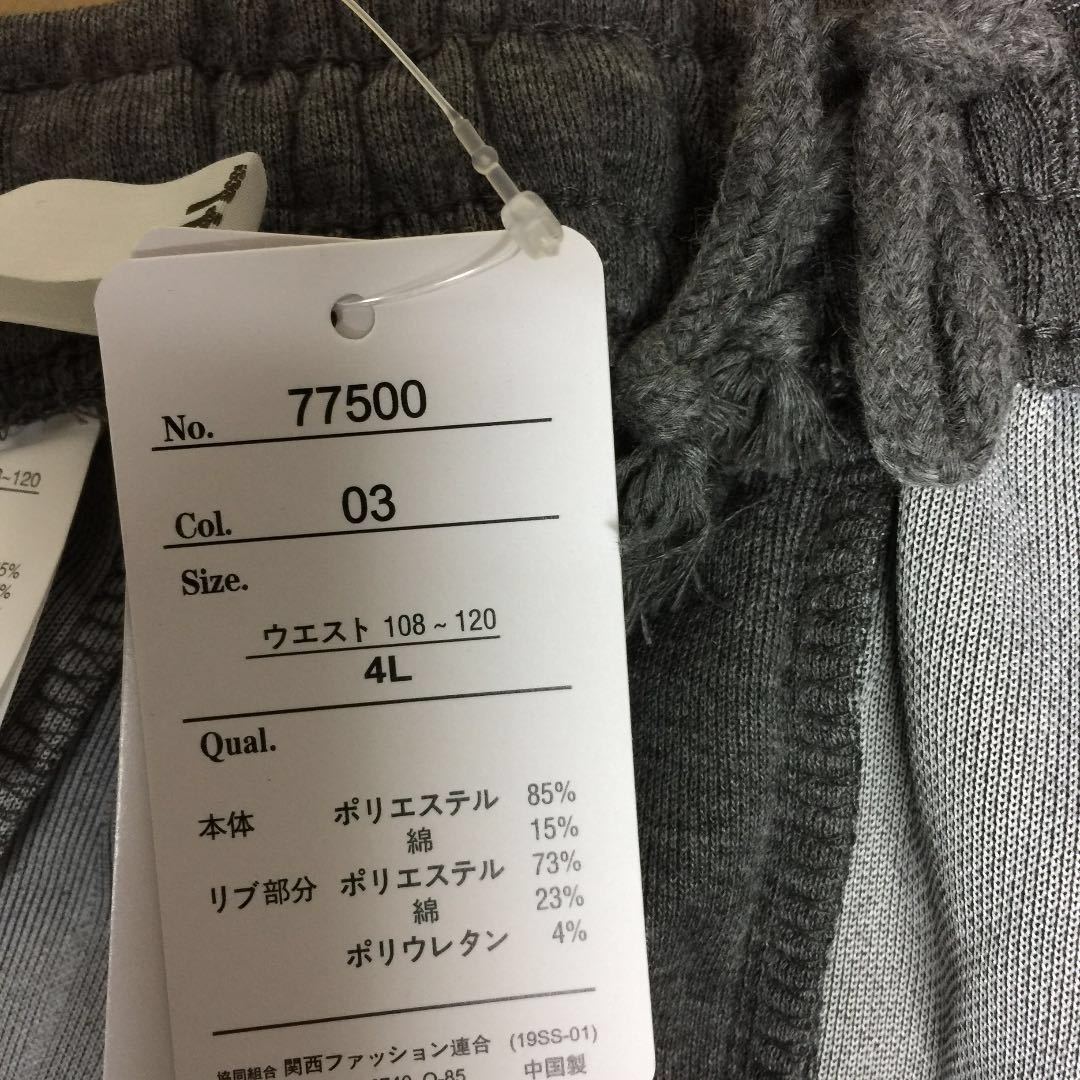 No. 77500
Col. 03
Size.
ウエスト 108 ~ 120
4L
Qual.
本体 ポリエステル 85%
綿 15%
リブ部分 ポリエステル 73%
綿 23%
ポリウレタン 4%
協同組合 関西ファッション連合 (19SS-01)
O-85 中国製
~120
5%
%